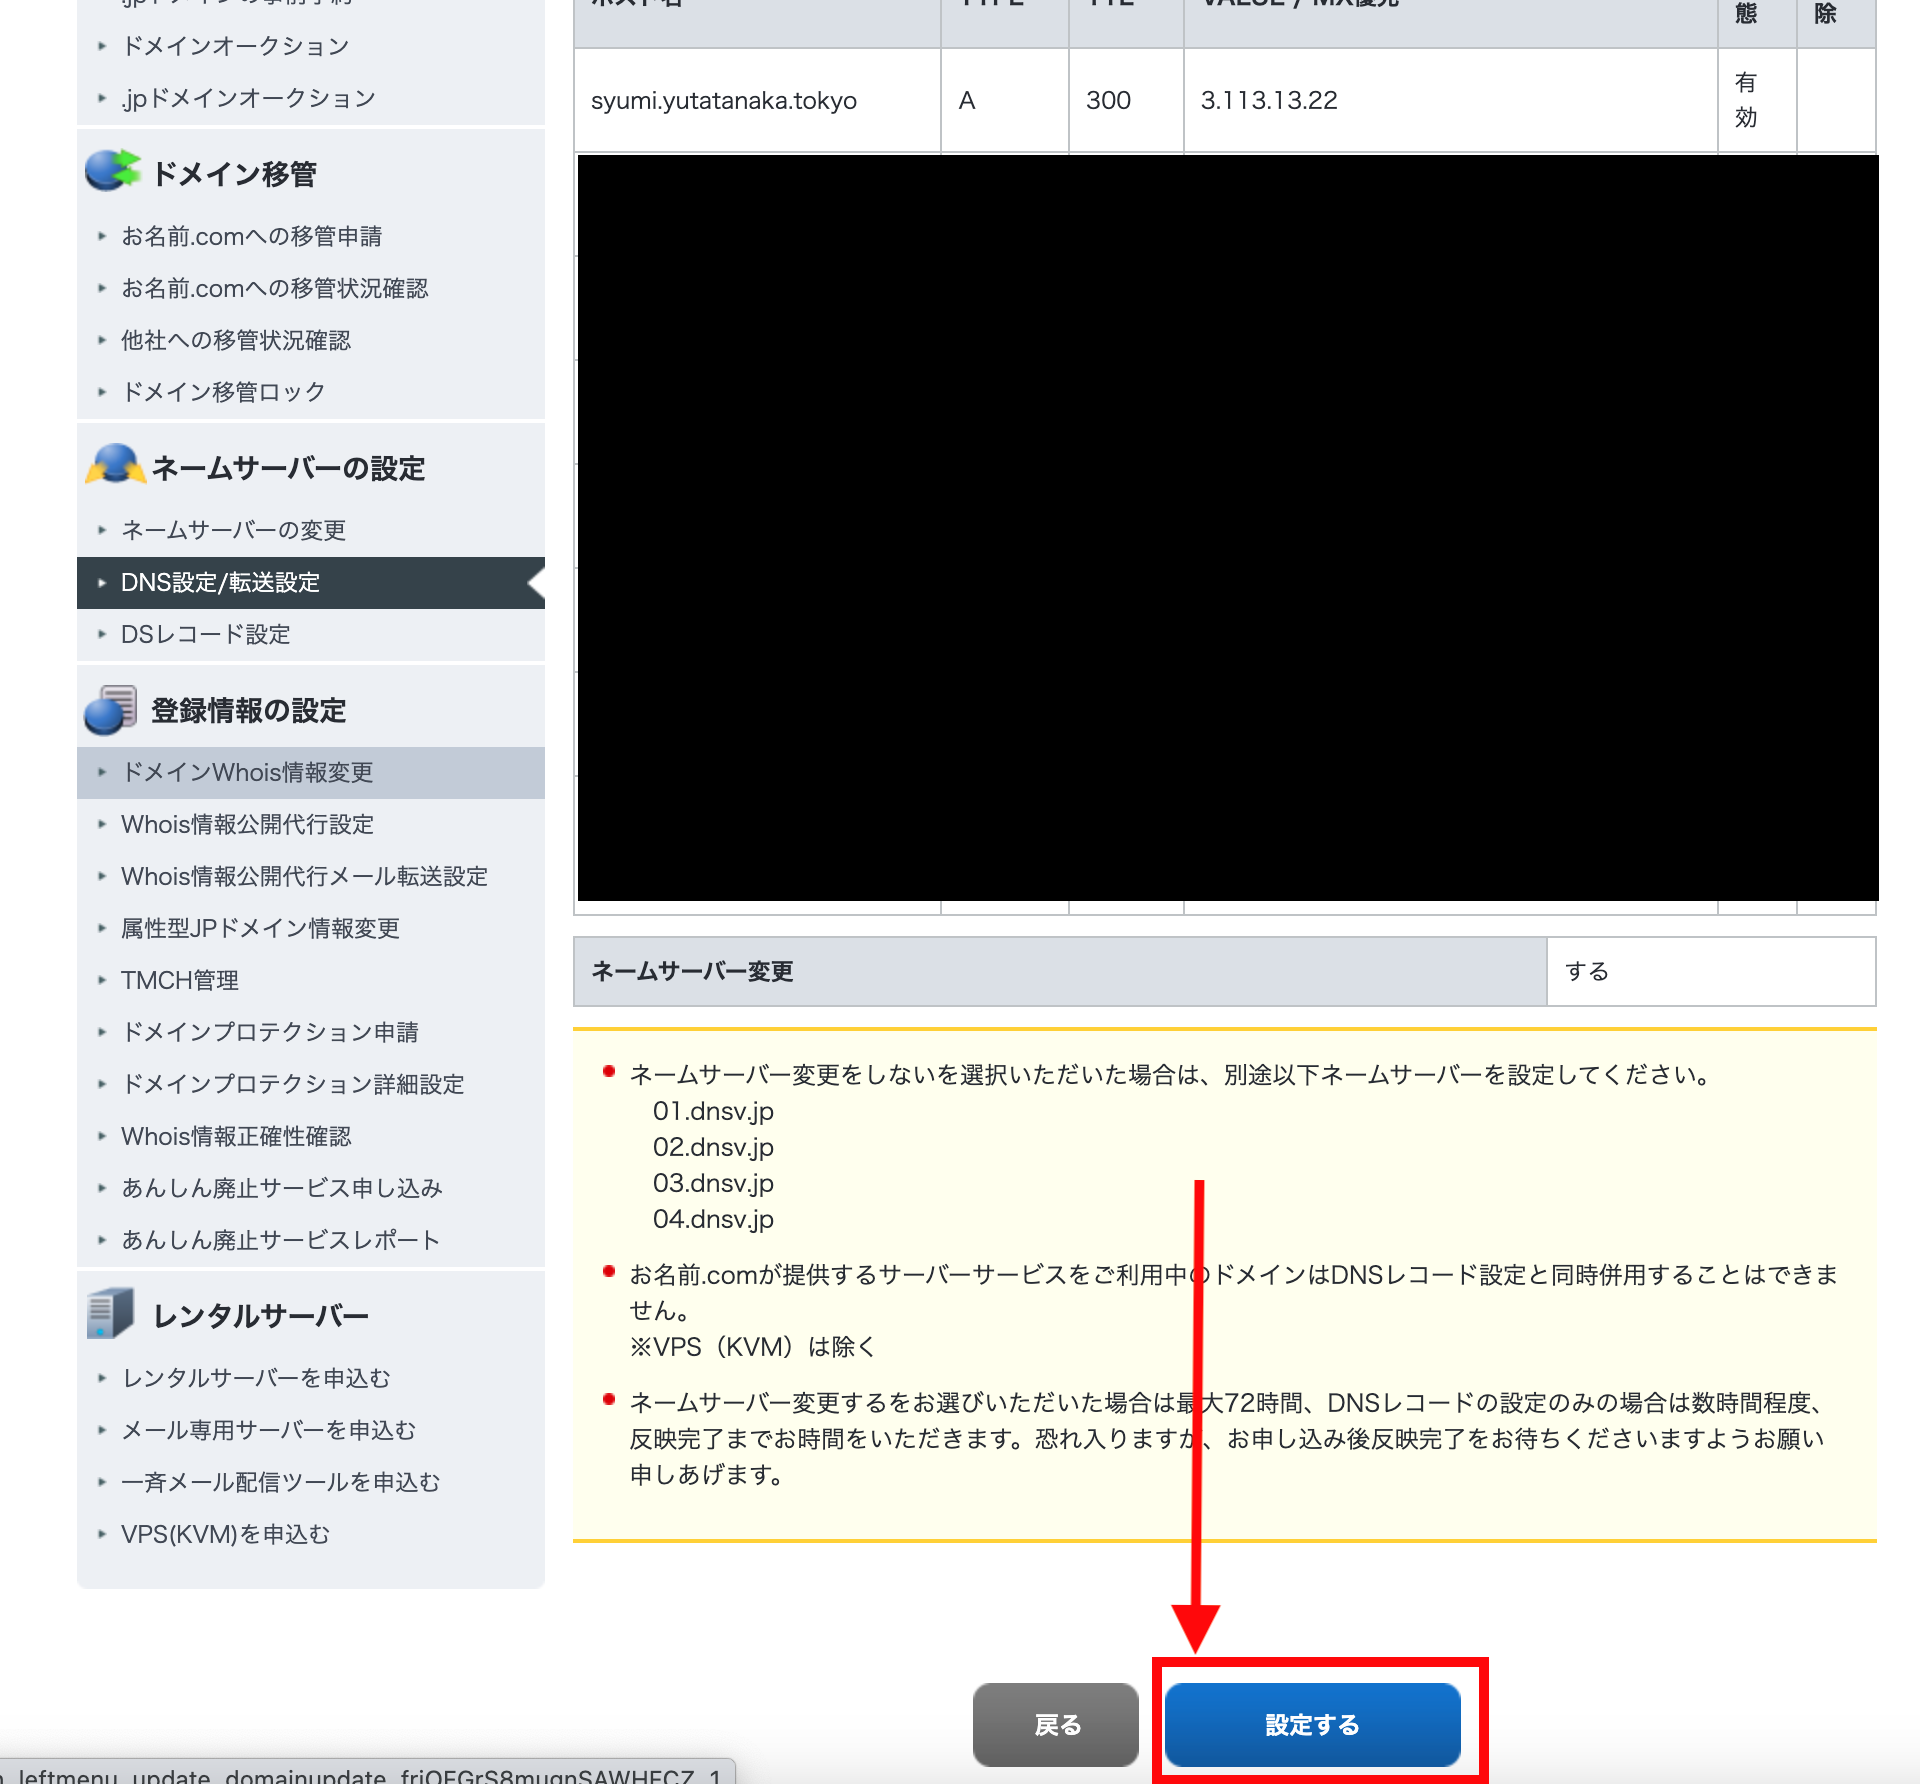 ドメインオークション
.jpドメインオークション
ドメイン移管
お名前.comへの移管申請
お名前.comへの移管状況確認
他社への移管状況確認
ドメイン移管ロック
ネームサーバーの設定
ネームサーバーの変更
DNS設定/転送設定
DSレコード設定
登録情報の設定
ドメインWhois情報変更
Whois情報公開代行設定
Whois情報公開代行メール転送設定
属性型JPドメイン情報変更
TMCH管理
ドメインプロテクション申請
ドメインプロテクション詳細設定
Whois情報正確性確認
あんしん廃止サービス申し込み
あんしん廃止サービスレポート
レンタルサーバー
レンタルサーバーを申込む
メール専用サーバーを申込む
一斉メール配信ツールを申込む
VPS(KVM)を申込む
態 除
syumi.yutatanaka.tokyo A 300 3.113.13.22 有
効
ネームサーバー変更 する
ネームサーバー変更をしないを選択いただいた場合は、別途以下ネームサーバーを設定してください。
01.dnsv.jp
02.dnsv.jp
03.dnsv.jp
04.dnsv.jp
お名前.comが提供するサーバーサービスをご利用中のドメインはDNSレコード設定と同時併用することはできま
せん。
※VPS（KVM）は除く
ネームサーバー変更するをお選びいただいた場合は最大72時間、DNSレコードの設定のみの場合は数時間程度、
反映完了までお時間をいただきます。恐れ入りますが、お申し込み後反映完了をお待ちくださいますようお願い
申しあげます。
戻る 設定する